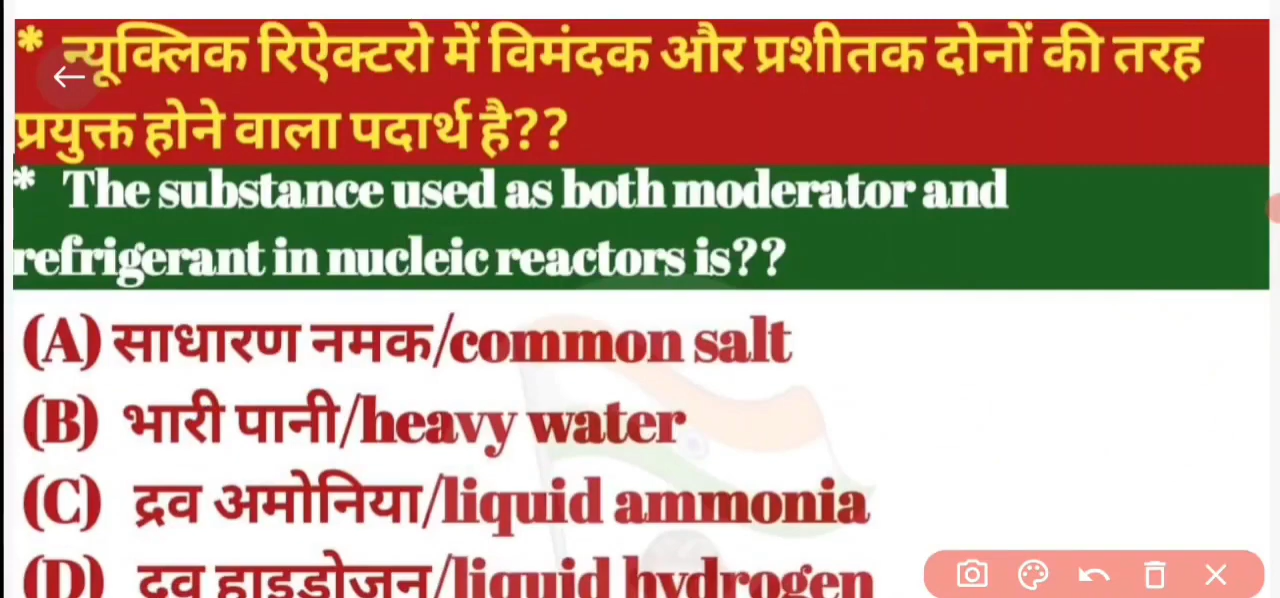 * न्यूक्लिक रिऐक्टरो में विमंदक और प्रशीतक दोनों की तरह
प्रयुक्त होने वाला पदार्थ है??
* The substance used as both moderator and
refrigerant in nucleic reactors is??
(A) साधारण नमक/common salt
(B) भारी पानी/heavy water
(C) द्रव अमोनिया/liquid ammonia
(D) द्रव हाइड्रोजन/liquid hydrogen